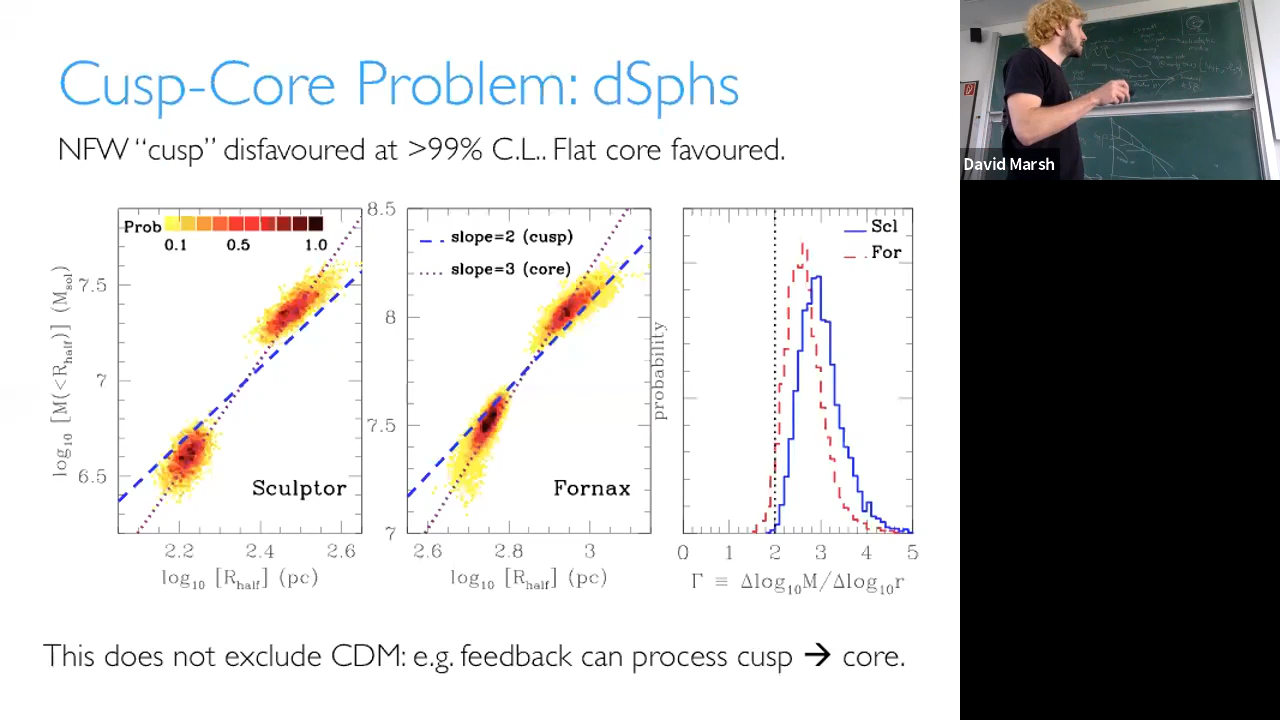 Cusp-Core Problem: dSphs
NFW “cusp” disfavoured at >99% C.L.. Flat core favoured.
Prob
0.1 0.5 1.0
log10 [M(<Rhalf)] (Msol)
7.5
7
6.5
Sculptor
2.2 2.4 2.6
log10 [Rhalf] (pc)
8.5
8
7.5
7
slope=2 (cusp)
slope=3 (core)
Fornax
2.6 2.8 3
log10 [Rhalf] (pc)
probability
Scl
For
0 1 2 3 4 5
Γ ≡ Δlog10M/Δlog10r
This does not exclude CDM: e.g. feedback can process cusp → core.
David Marsh